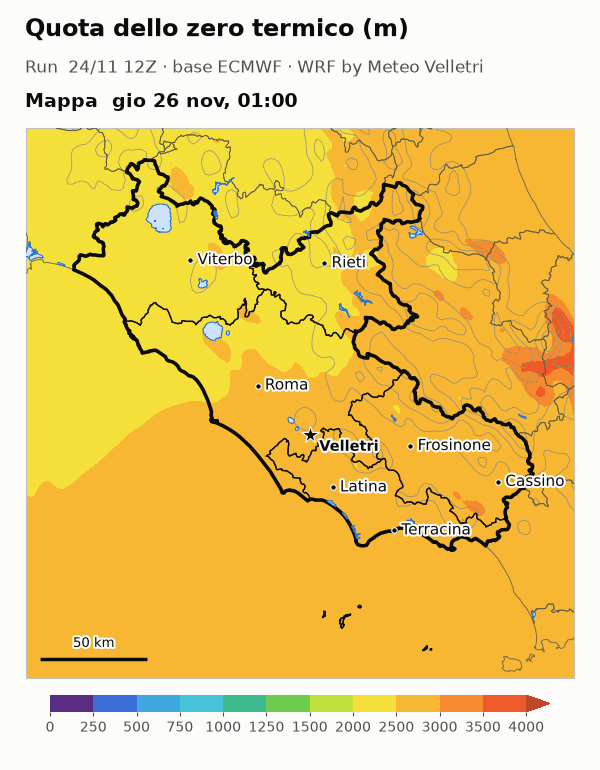 Quota dello zero termico (m)
Run 24/11 12Z · base ECMWF · WRF by Meteo Velletri
Mappa gio 26 nov, 01:00
Viterbo
Rieti
Roma
Velletri
Frosinone
Cassino
Latina
Terracina
50 km
0 250 500 750 1000 1250 1500 2000 2500 3000 3500 4000